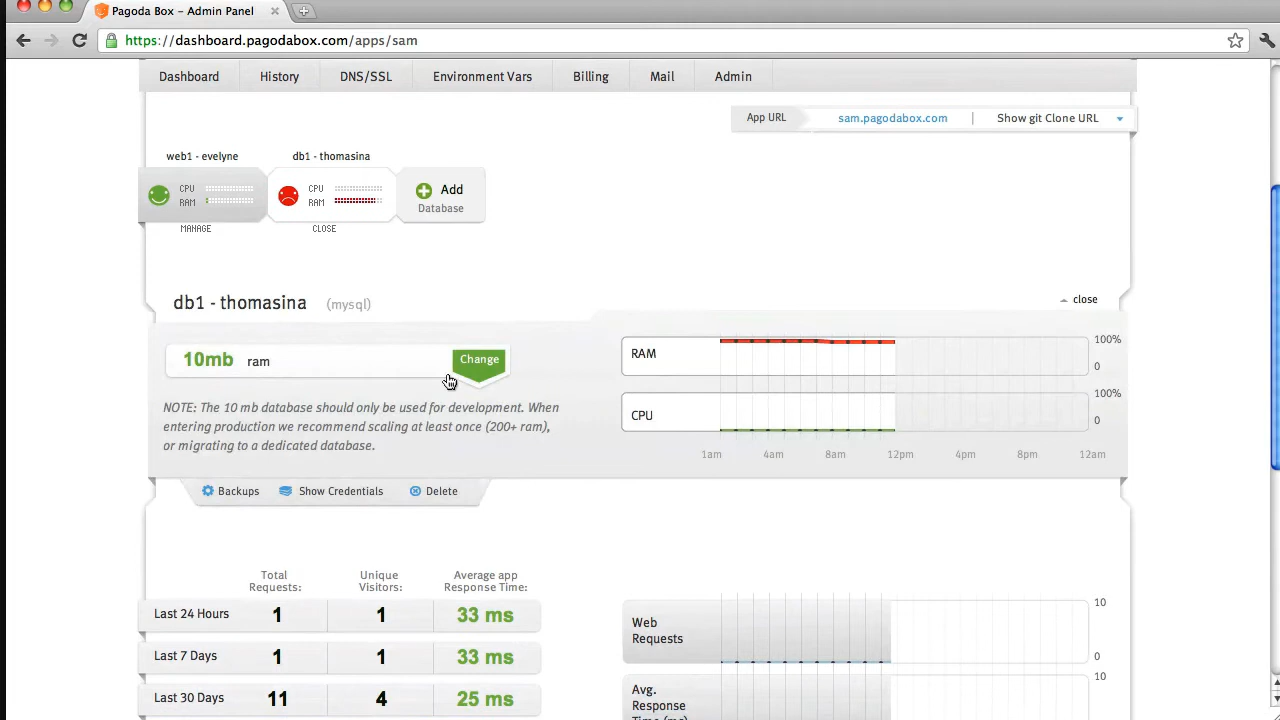 Pagoda Box – Admin Panel
https://dashboard.pagodabox.com/apps/sam
Dashboard History DNS/SSL Environment Vars Billing Mail Admin
App URL sam.pagodabox.com | Show git Clone URL
web1 - evelyne db1 - thomasina
CPU CPU Add
RAM RAM Database
MANAGE CLOSE
db1 - thomasina (mysql) close
10mb ram Change
NOTE: The 10 mb database should only be used for development. When
entering production we recommend scaling at least once (200+ ram),
or migrating to a dedicated database.
RAM 100%
0
CPU 100%
0
1am 4am 8am 12pm 4pm 8pm 12am
Backups Show Credentials Delete
Total Unique Average app
Requests: Visitors: Response Time:
Last 24 Hours 1 1 33 ms
Last 7 Days 1 1 33 ms
Last 30 Days 11 4 25 ms
Web 10
Requests 0
Avg. 10
Response
Time (ms)